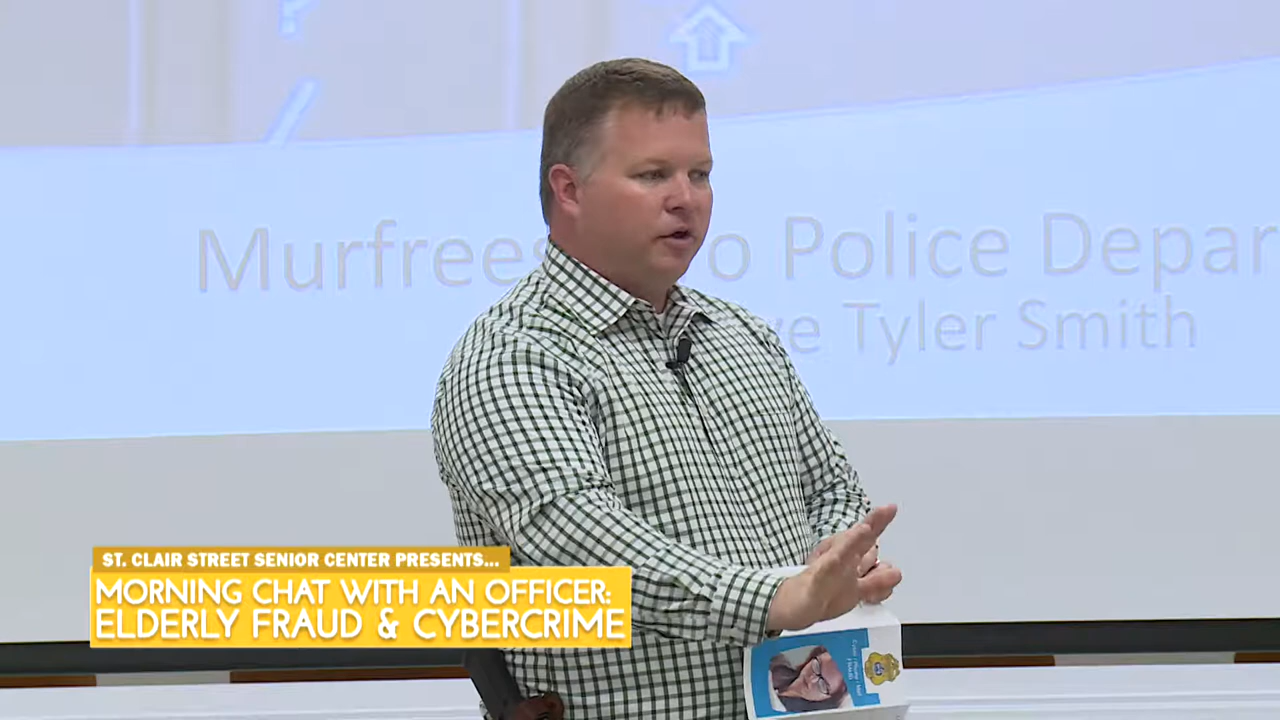 Murfrees o Police Depar
ve Tyler Smith
ST. CLAIR STREET SENIOR CENTER PRESENTS...
MORNING CHAT WITH AN OFFICER:
ELDERLY FRAUD & CYBERCRIME